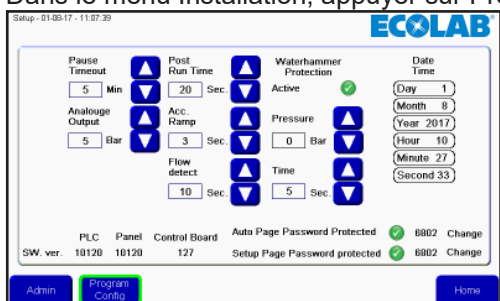 Dans le menu Installation, appuyer sur Pr
Setup - 01-08-17 - 11:07:39
ECOLAB®
Pause Timeout
5 Min
Post Run Time
20 Sec.
Waterhammer Protection
Active
Date Time
Day 1
Month 8
Year 2017
Hour 10
Minute 27
Second 33
Analouge Output
5 Bar
Acc. Ramp
3 Sec.
Pressure
0 Bar
Flow detect
10 Sec.
Time
5 Sec.
PLC Panel Control Board
SW. ver. 10120 10120 127
Auto Page Password Protected 6802 Change
Setup Page Password protected 6802 Change
Admin
Program Config
Home